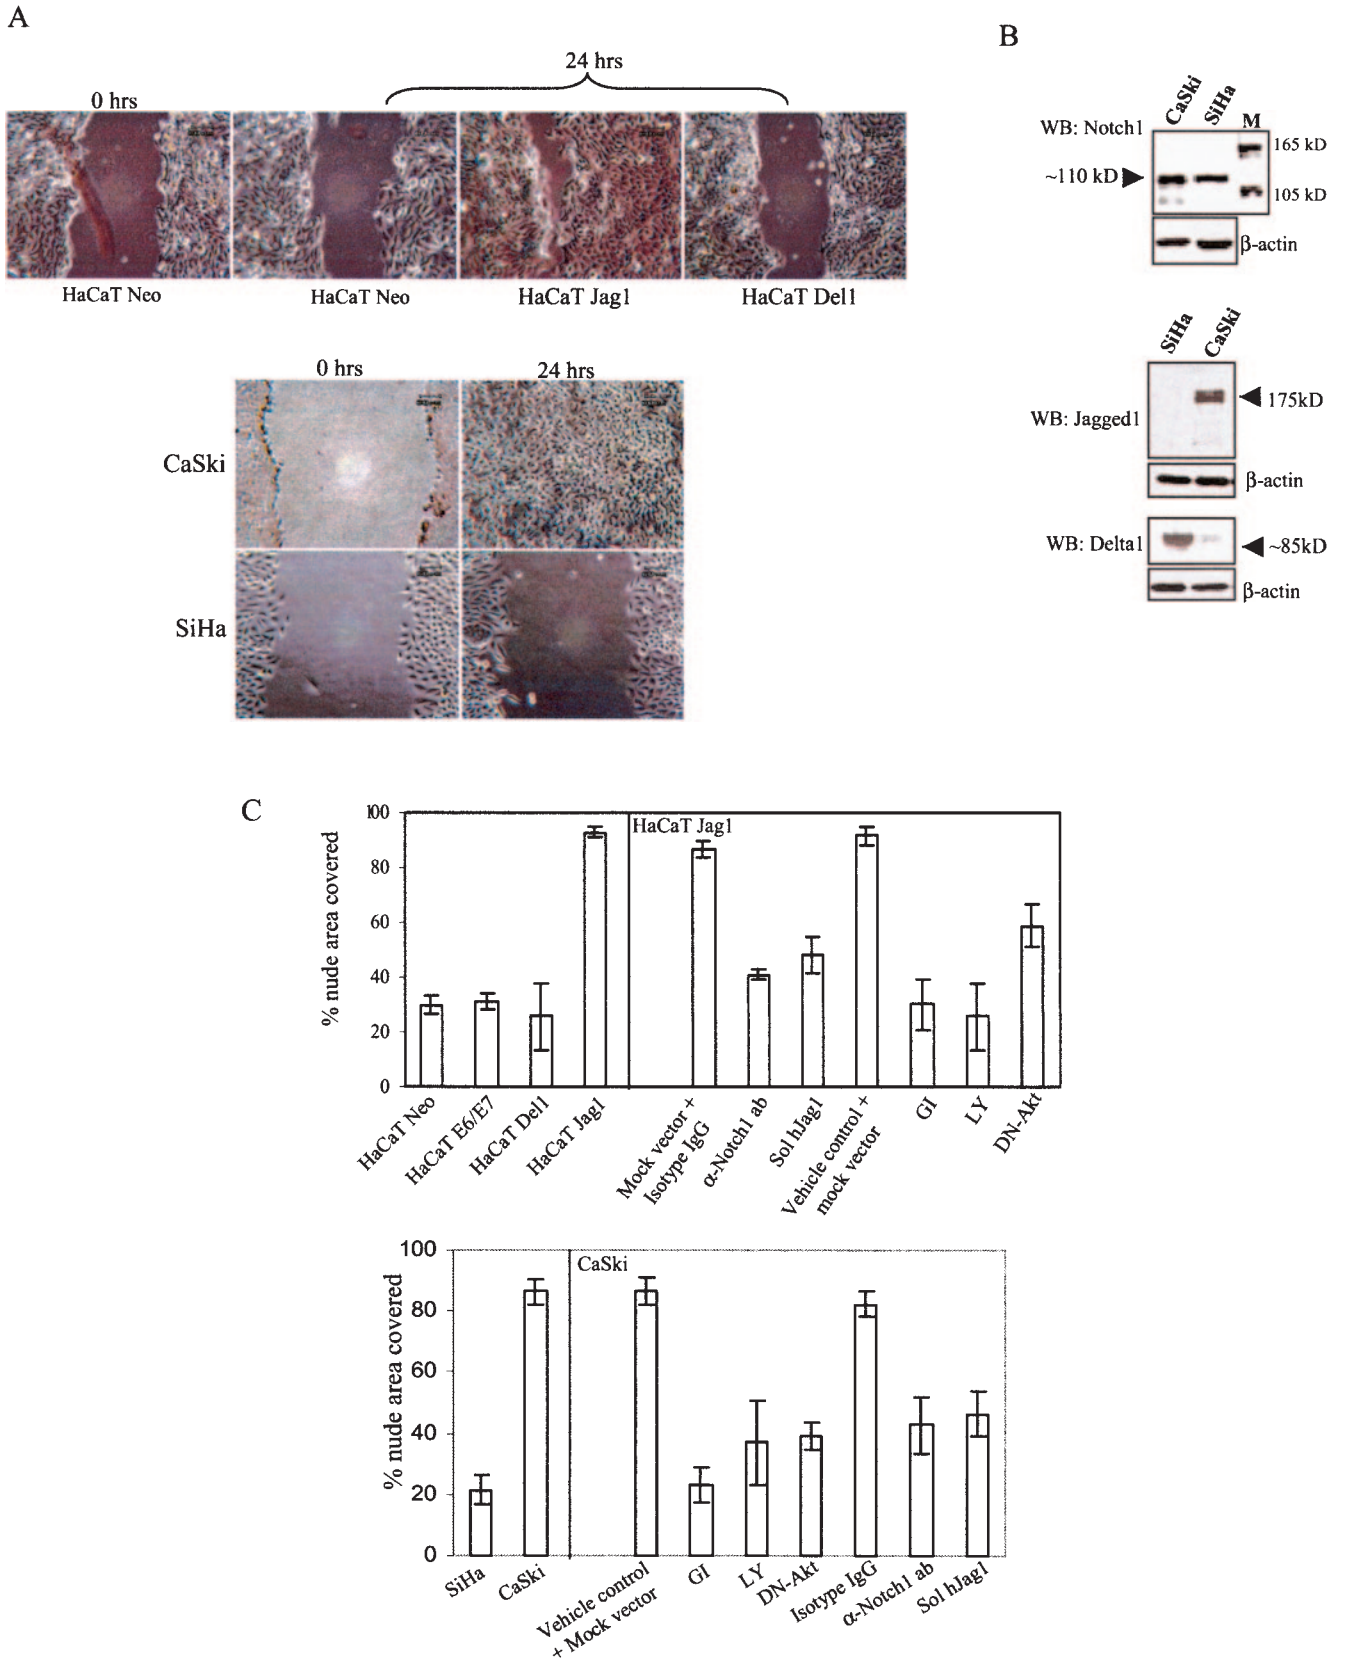 A
24 hrs
0 hrs
HaCaT Neo
HaCaT Neo
HaCaT Jag1
HaCaT Del1
0 hrs
24 hrs
CaSki
SiHa
B
CaSki
SiHa
M
WB: Notch1
165 kD
~110 kD
105 kD
β-actin
SiHa
CaSki
WB: Jagged1
175kD
β-actin
WB: Delta1
~85kD
β-actin
C
% nude area covered
100
80
60
40
20
0
HaCaT Jag1
HaCaT Neo
HaCaT E6/E7
HaCaT Del1
HaCaT Jag1
Mock vector +
Isotype IgG
α-Notch1 ab
Sol hJag1
Vehicle control +
mock vector
GI
LY
DN-Akt
% nude area covered
100
80
60
40
20
0
CaSki
SiHa
CaSki
Vehicle control
+ Mock vector
GI
LY
DN-Akt
Isotype IgG
α-Notch1 ab
Sol hJag1